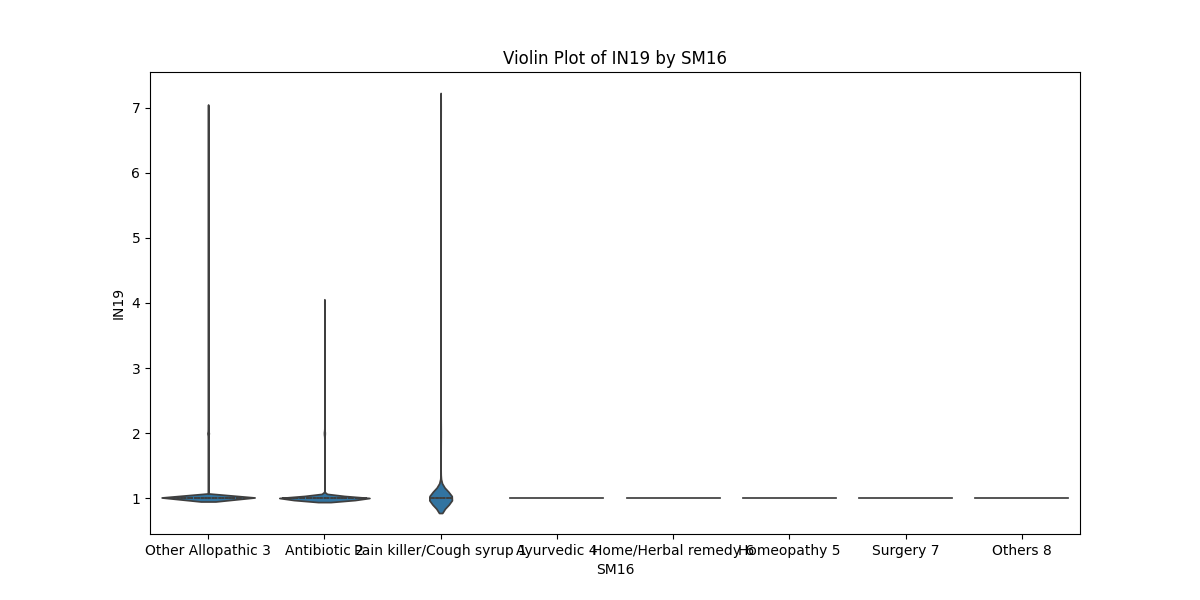 Violin Plot of IN19 by SM16
7
6
5
4
3
2
1
IN19
Other Allopathic 3 Antibiotic 2 Pain killer/Cough syrup 1 Ayurvedic 4 Home/Herbal remedy 6 Homeopathy 5 Surgery 7 Others 8
SM16